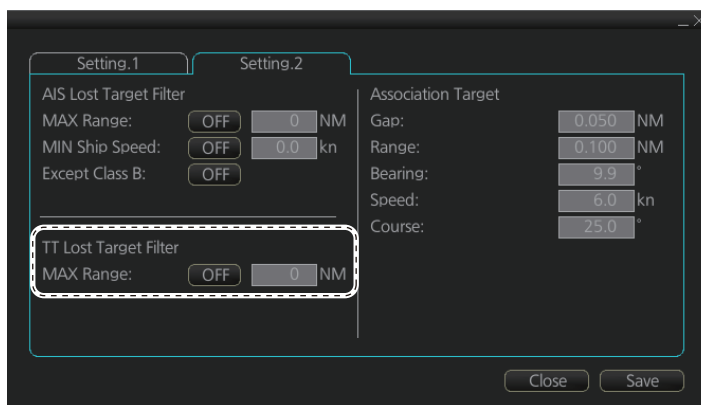 Setting.1
Setting.2
AIS Lost Target Filter
MAX Range: OFF 0 NM
MIN Ship Speed: OFF 0.0 kn
Except Class B: OFF
TT Lost Target Filter
MAX Range: OFF 0 NM
Association Target
Gap: 0.050 NM
Range: 0.100 NM
Bearing: 9.9 °
Speed: 6.0 kn
Course: 25.0 °
Close
Save